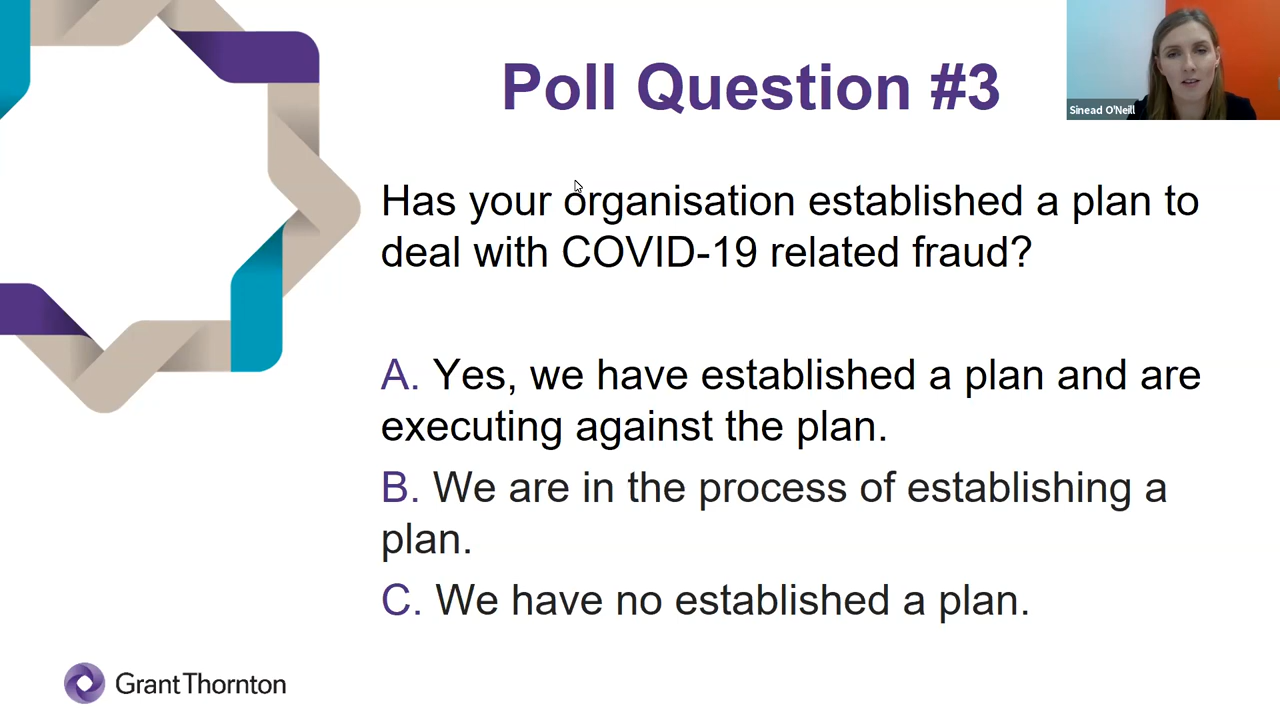 Poll Question #3
Sinead O'Neill
Has your organisation established a plan to
deal with COVID-19 related fraud?
A. Yes, we have established a plan and are
executing against the plan.
B. We are in the process of establishing a
plan.
C. We have no established a plan.
Grant Thornton